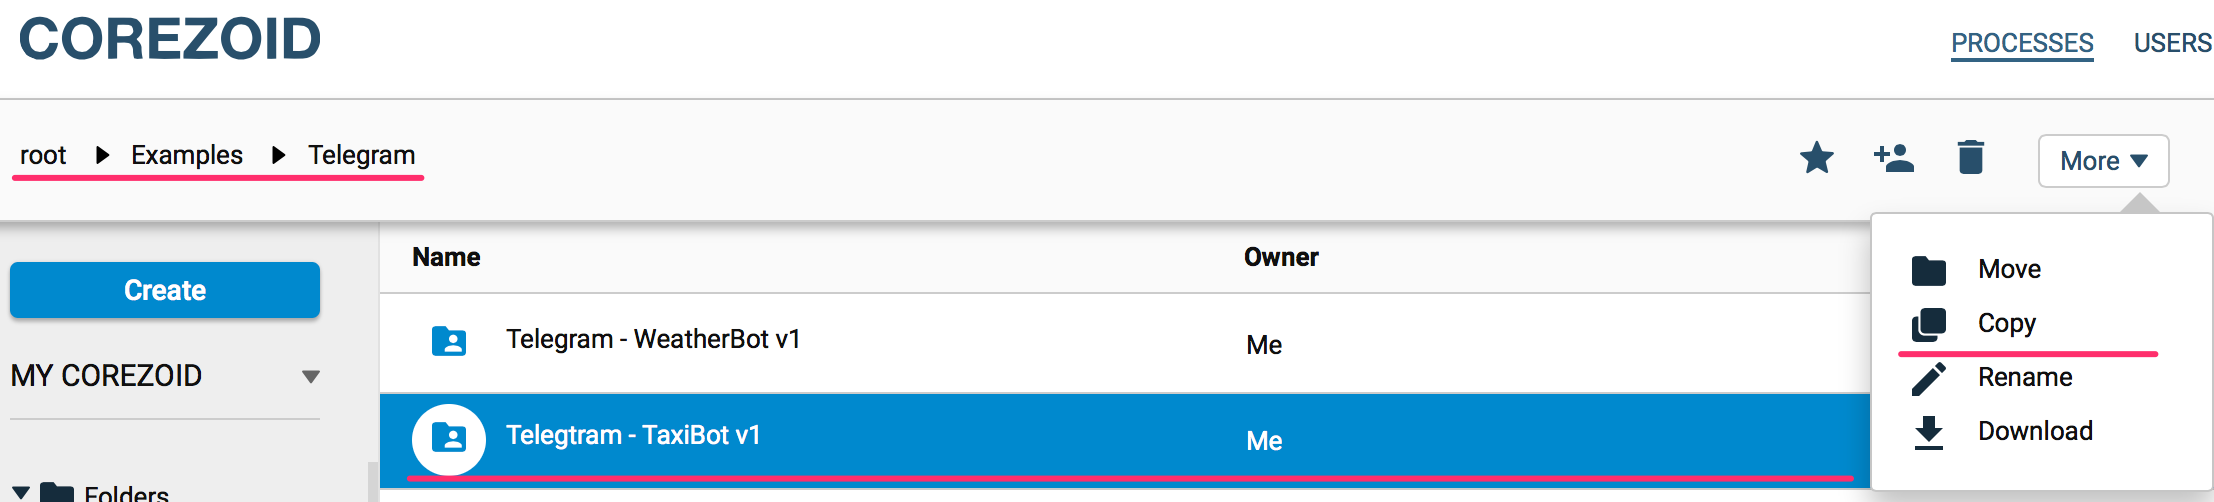 COREZOID
PROCESSES USERS
root Examples Telegram
More
Name Owner
Move
Create
Copy
Telegram - WeatherBot v1 Me
MY COREZOID
Rename
Telegtram - TaxiBot v1 Me
Download
Folders